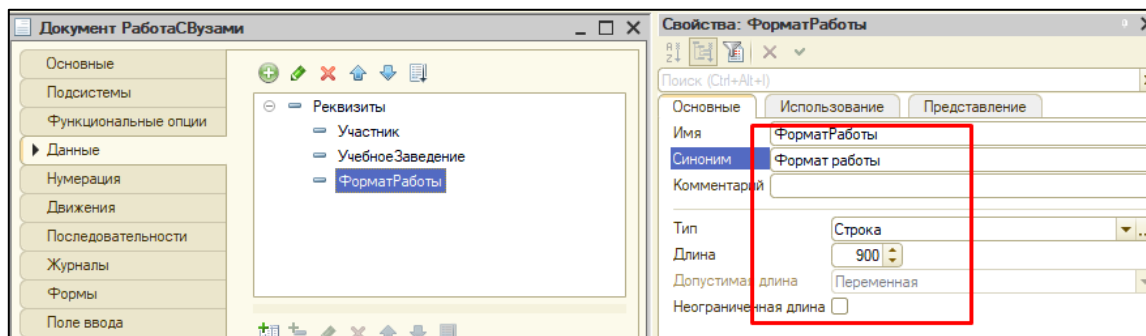 Документ РаботаСВузами
Основные
Подсистемы
Функциональные опции
Данные
Нумерация
Движения
Последовательности
Журналы
Формы
Поле ввода
Реквизиты
Участник
УчебноеЗаведение
ФорматРаботы
Свойства: ФорматРаботы
Поиск (Ctrl+Alt+I)
Основные Использование Представление
Имя ФорматРаботы
Синоним Формат работы
Комментарий
Тип Строка
Длина 900
Допустимая длина Переменная
Неограниченная длина